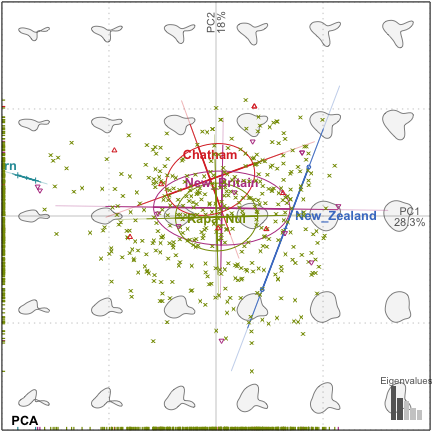 PC2
18%
Chatham
rn
New_Britain
Rapa_Nui
New_Zealand
PC1
28.3%
Eigenvalues
PCA